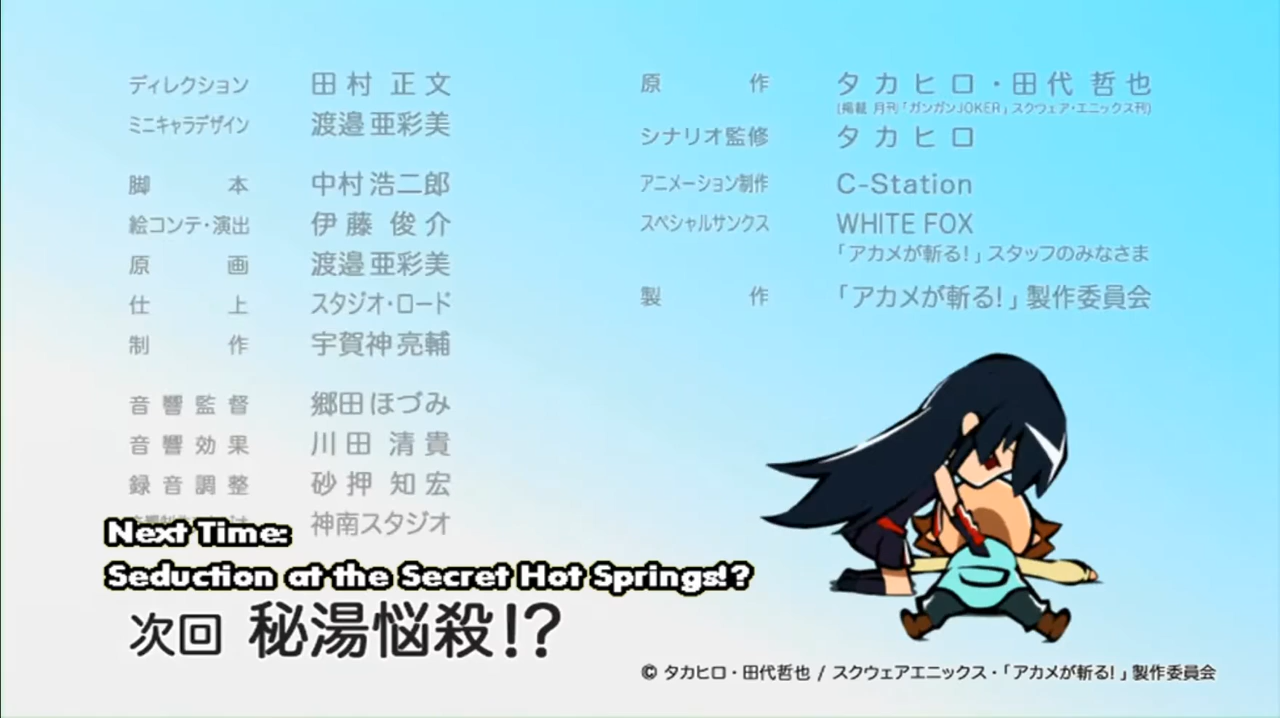 ディレクション 田村 正文
ミニキャラデザイン 渡邉亜彩美
脚本 中村浩二郎
絵コンテ・演出 伊藤 俊介
原画 渡邉亜彩美
仕上 スタジオ・ロード
制作 宇賀神亮輔
音響監督 郷田ほづみ
音響効果 川田 清貴
録音調整 砂押 知宏
神南スタジオ
原作 タカヒロ・田代 哲也
(掲載 月刊「ガンガンJOKER」スクウェア・エニックス刊)
シナリオ監修 タカヒロ
アニメーション制作 C-Station
スペシャルサンクス WHITE FOX
「アカメが斬る!」スタッフのみなさま
製作 「アカメが斬る!」製作委員会
Next Time:
Seduction at the Secret Hot Springs!?
次回 秘湯悩殺!?
© タカヒロ・田代哲也 / スクウェアエニックス・「アカメが斬る!」製作委員会